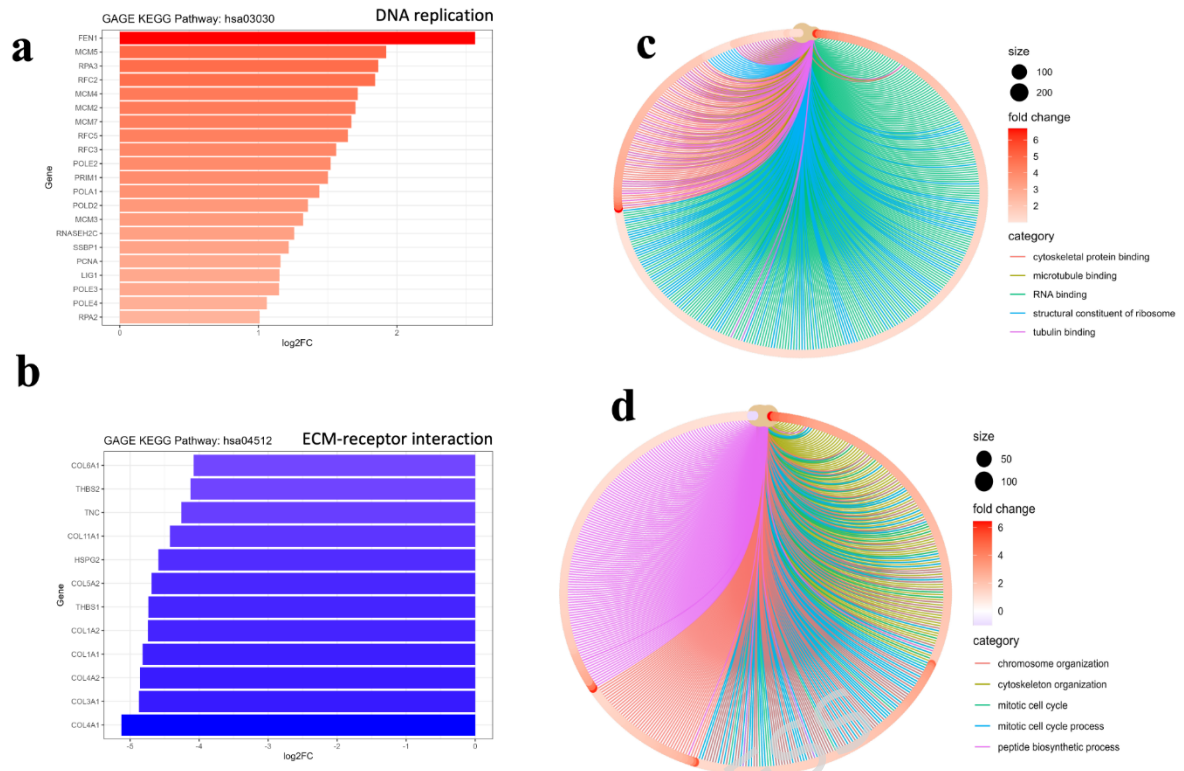 a
GAGE KEGG Pathway: hsa03030
DNA replication
Gene
FEN1
MCM5
RPA3
RFC2
MCM4
MCM2
MCM7
RFC5
RFC3
POLE2
PRIM1
POLA1
POLD2
MCM3
RNASEH2C
SSBP1
PCNA
LIG1
POLE3
POLE4
RPA2
0 1 2
log2FC
b
GAGE KEGG Pathway: hsa04512
ECM-receptor interaction
Gene
COL6A1
THBS2
TNC
COL11A1
HSPG2
COL5A2
THBS1
COL1A2
COL1A1
COL4A2
COL3A1
COL4A1
-5 -4 -3 -2 -1 0
log2FC
c
size
100
200
fold change
6
5
4
3
2
category
cytoskeletal protein binding
microtubule binding
RNA binding
structural constituent of ribosome
tubulin binding
d
size
50
100
fold change
6
4
2
0
category
chromosome organization
cytoskeleton organization
mitotic cell cycle
mitotic cell cycle process
peptide biosynthetic process